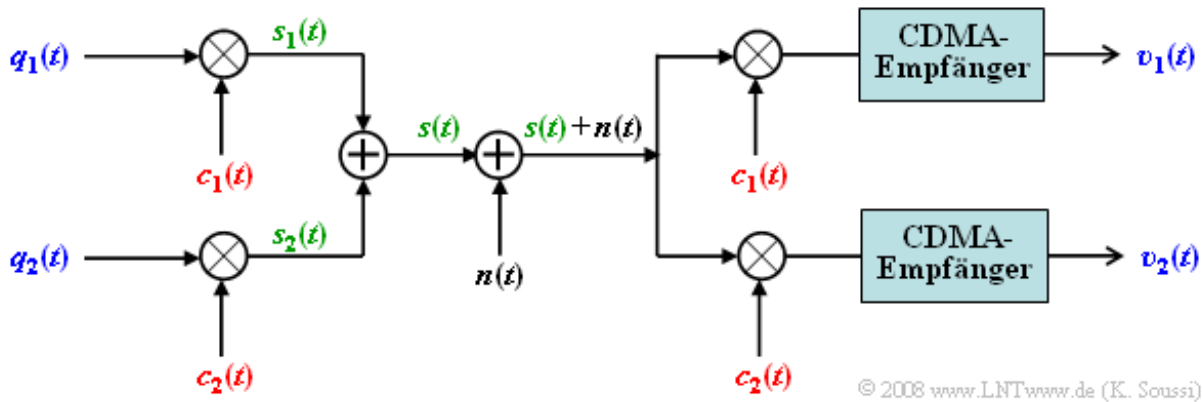 q₁(t)
s₁(t)
c₁(t)
q₂(t)
s₂(t)
c₂(t)
s(t)
s(t) + n(t)
n(t)
c₁(t)
CDMA-
Empfänger
v₁(t)
c₂(t)
CDMA-
Empfänger
v₂(t)
© 2008 www.LNTwww.de (K. Soussi)